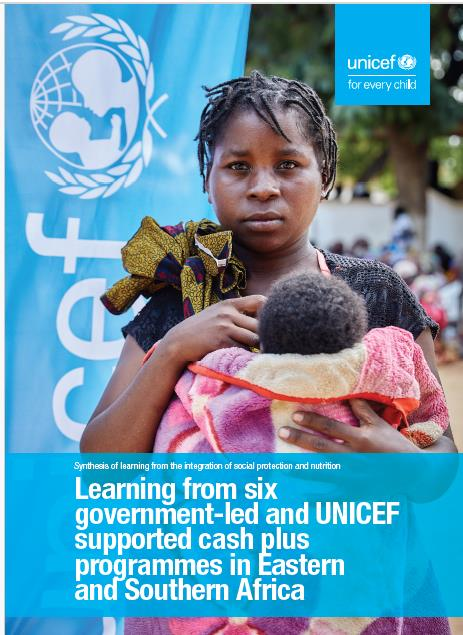 unicef
for every child
unicef
Synthesis of learning from the integration of social protection and nutrition
Learning from six
government-led and UNICEF
supported cash plus
programmes in Eastern
and Southern Africa